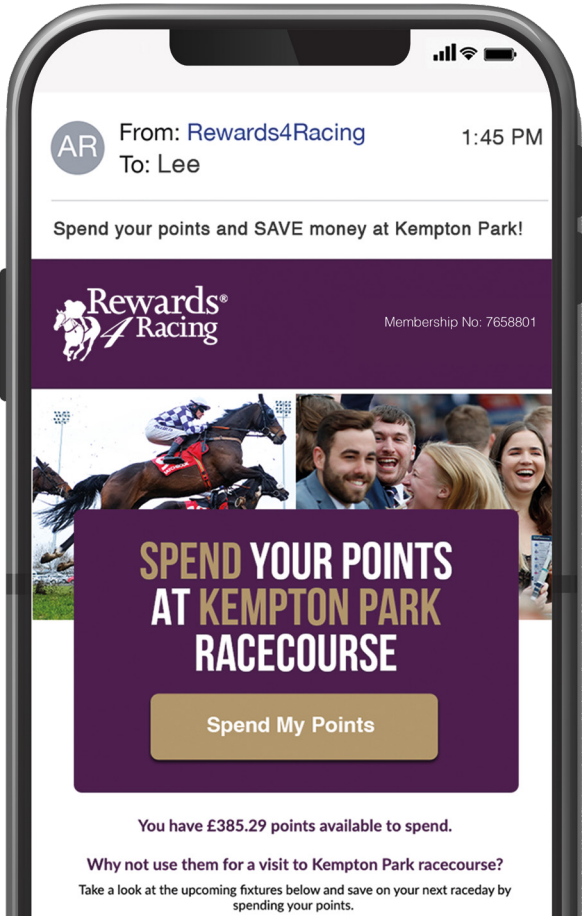 AR
From: Rewards4Racing
1:45 PM
To: Lee
Spend your points and SAVE money at Kempton Park!
Rewards®
4 Racing
Membership No: 7658801
SPEND YOUR POINTS
AT KEMPTON PARK
RACECOURSE
Spend My Points
You have £385.29 points available to spend.
Why not use them for a visit to Kempton Park racecourse?
Take a look at the upcoming fixtures below and save on your next raceday by
spending your points.